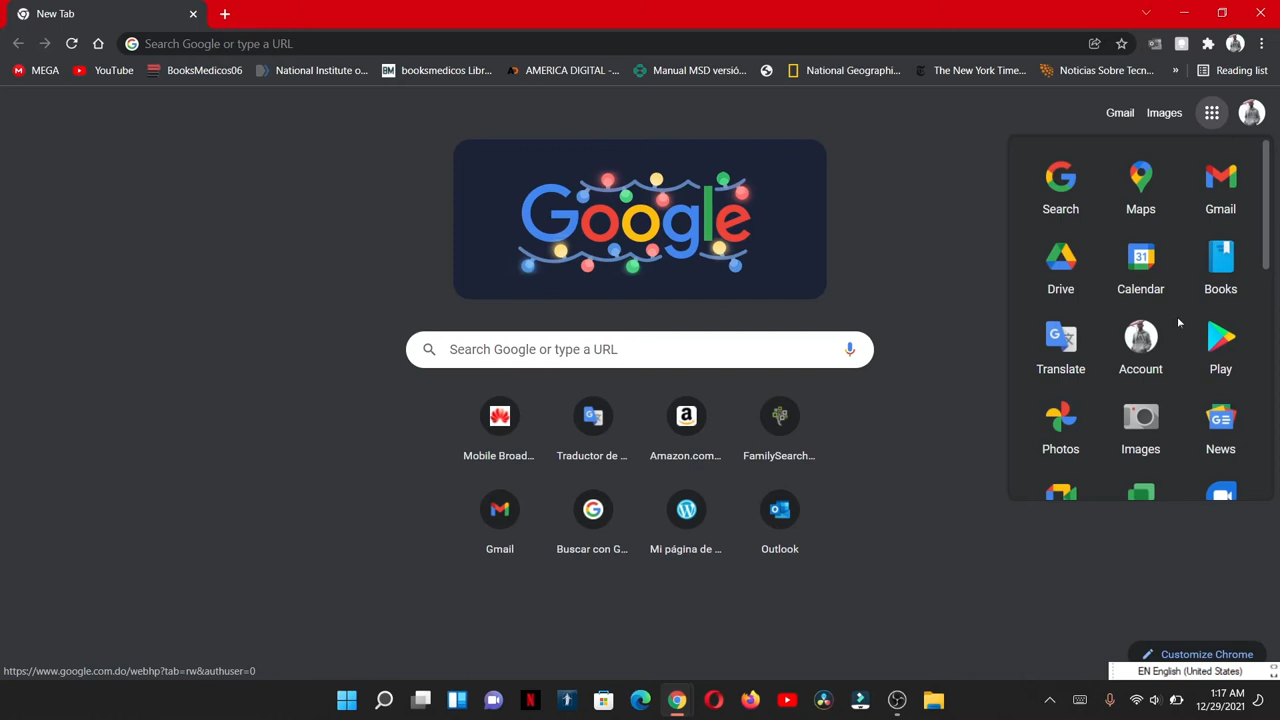 New Tab
Search Google or type a URL
MEGA YouTube BooksMedicos06 National Institute o... booksmedicos Libr... AMERICA DIGITAL -... Manual MSD versió... National Geographi... The New York Time... Noticias Sobre Tecn... » Reading list
Gmail Images
Google
Search Maps Gmail
31
Drive Calendar Books
Search Google or type a URL
Translate Account Play
Photos Images News
Mobile Broad... Traductor de ... Amazon.com... FamilySearch...
Gmail Buscar con G... Mi página de ... Outlook
Customize Chrome
https://www.google.com.do/webhp?tab=rw&authuser=0
EN English (United States)
1:17 AM
12/29/2021